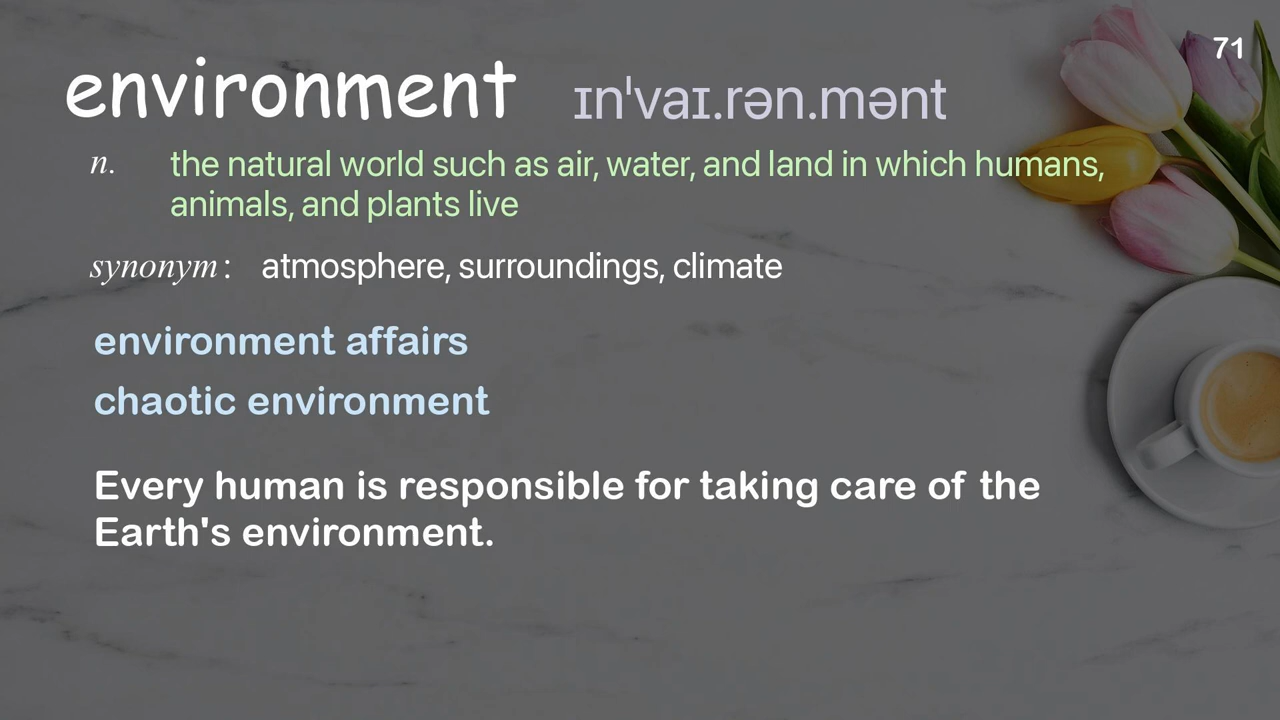 71
environment ɪnˈvaɪ.rən.mənt
n. the natural world such as air, water, and land in which humans,
animals, and plants live
synonym : atmosphere, surroundings, climate
environment affairs
chaotic environment
Every human is responsible for taking care of the
Earth's environment.